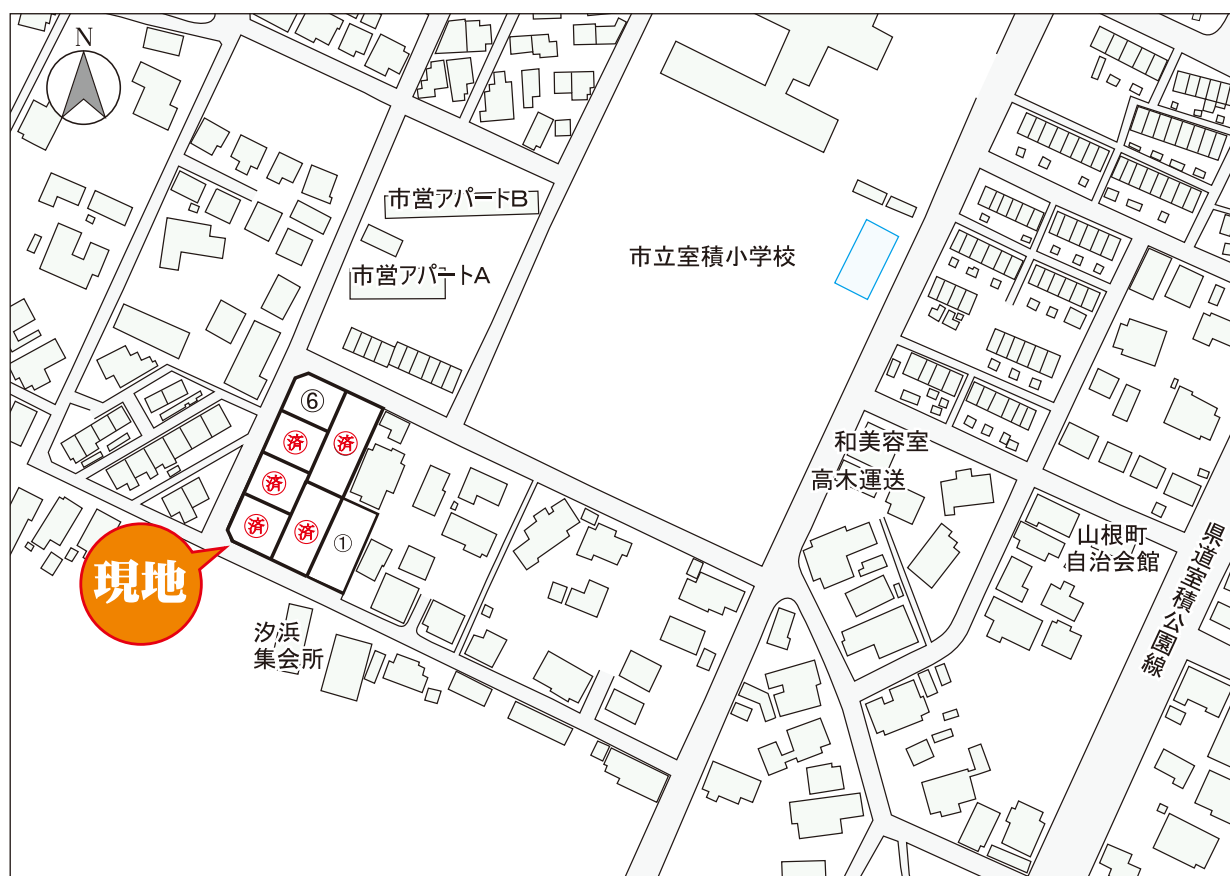 N
市営アパートB
市営アパートA
市立室積小学校
⑥
済
済
済
済
済
①
現地
汐浜
集会所
和美容室
高木運送
山根町
自治会館
県道室積公園線